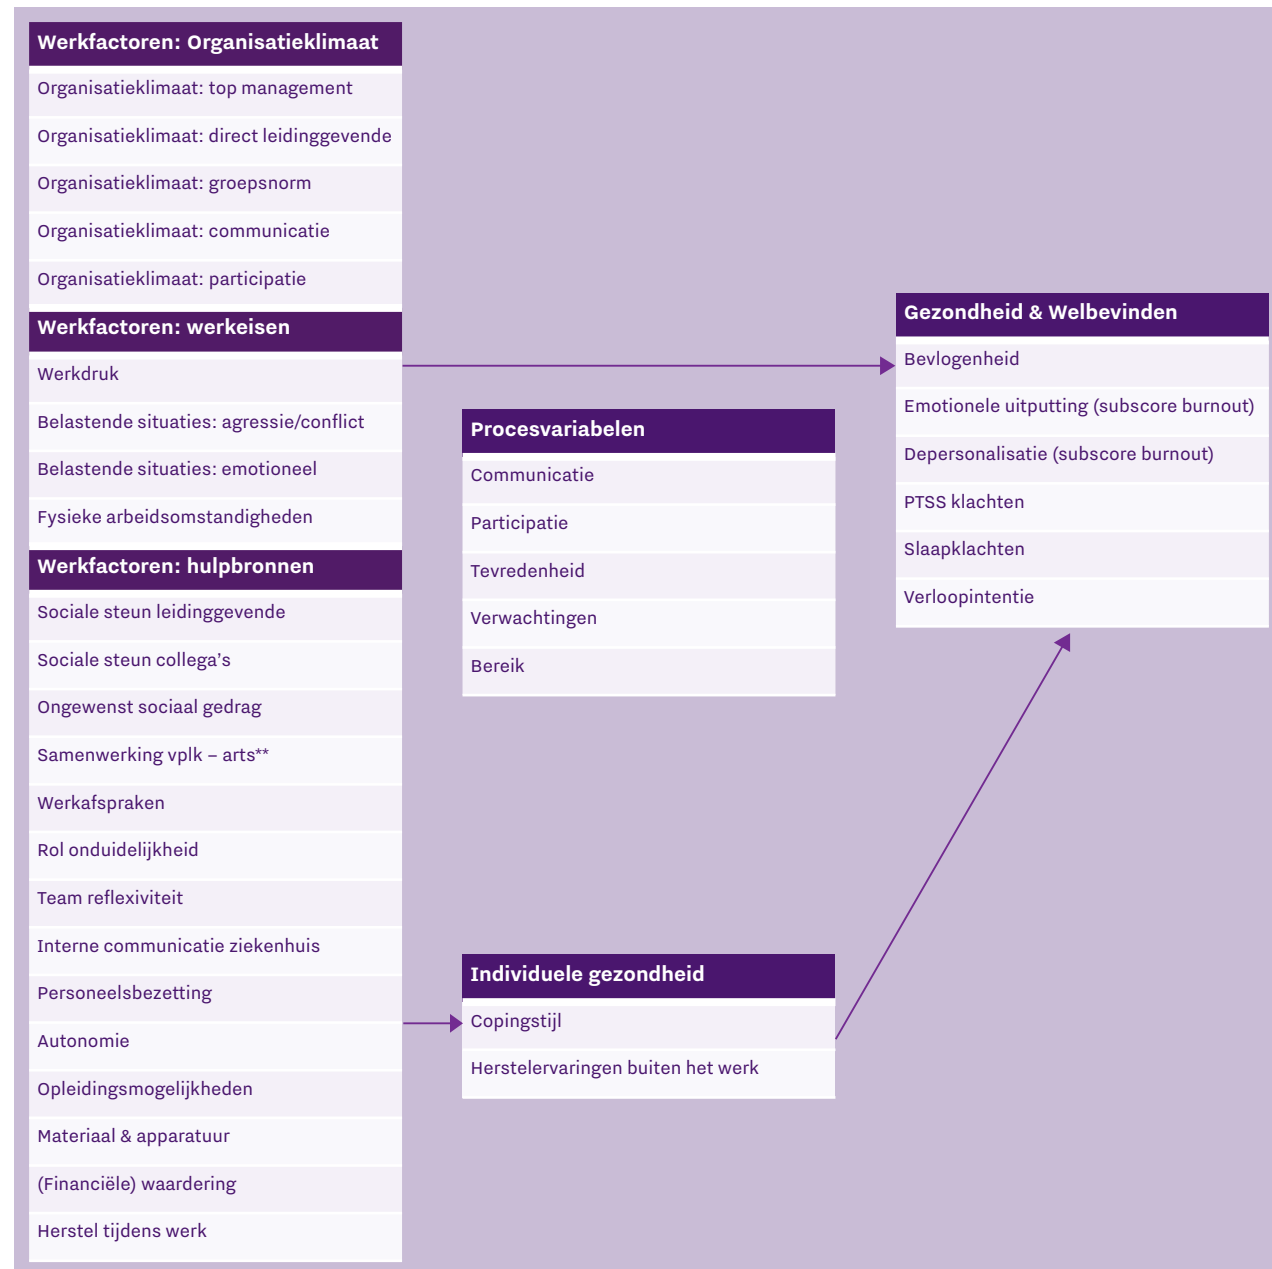 Werkfactoren: Organisatieklimaat
Organisatieklimaat: top management
Organisatieklimaat: direct leidinggevende
Organisatieklimaat: groepsnorm
Organisatieklimaat: communicatie
Organisatieklimaat: participatie
Werkfactoren: werkeisen
Werkdruk
Belastende situaties: agressie/conflict
Belastende situaties: emotioneel
Fysieke arbeidsomstandigheden
Werkfactoren: hulpbronnen
Sociale steun leidinggevende
Sociale steun collega’s
Ongewenst sociaal gedrag
Samenwerking vplk – arts**
Werkafspraken
Rol onduidelijkheid
Team reflexiviteit
Interne communicatie ziekenhuis
Personeelsbezetting
Autonomie
Opleidingsmogelijkheden
Materiaal & apparatuur
(Financiële) waardering
Herstel tijdens werk
Procesvariabelen
Communicatie
Participatie
Tevredenheid
Verwachtingen
Bereik
Individuele gezondheid
Copingstijl
Herstelervaringen buiten het werk
Gezondheid & Welbevinden
Bevlogenheid
Emotionele uitputting (subscore burnout)
Depersonalisatie (subscore burnout)
PTSS klachten
Slaapklachten
Verloopintentie